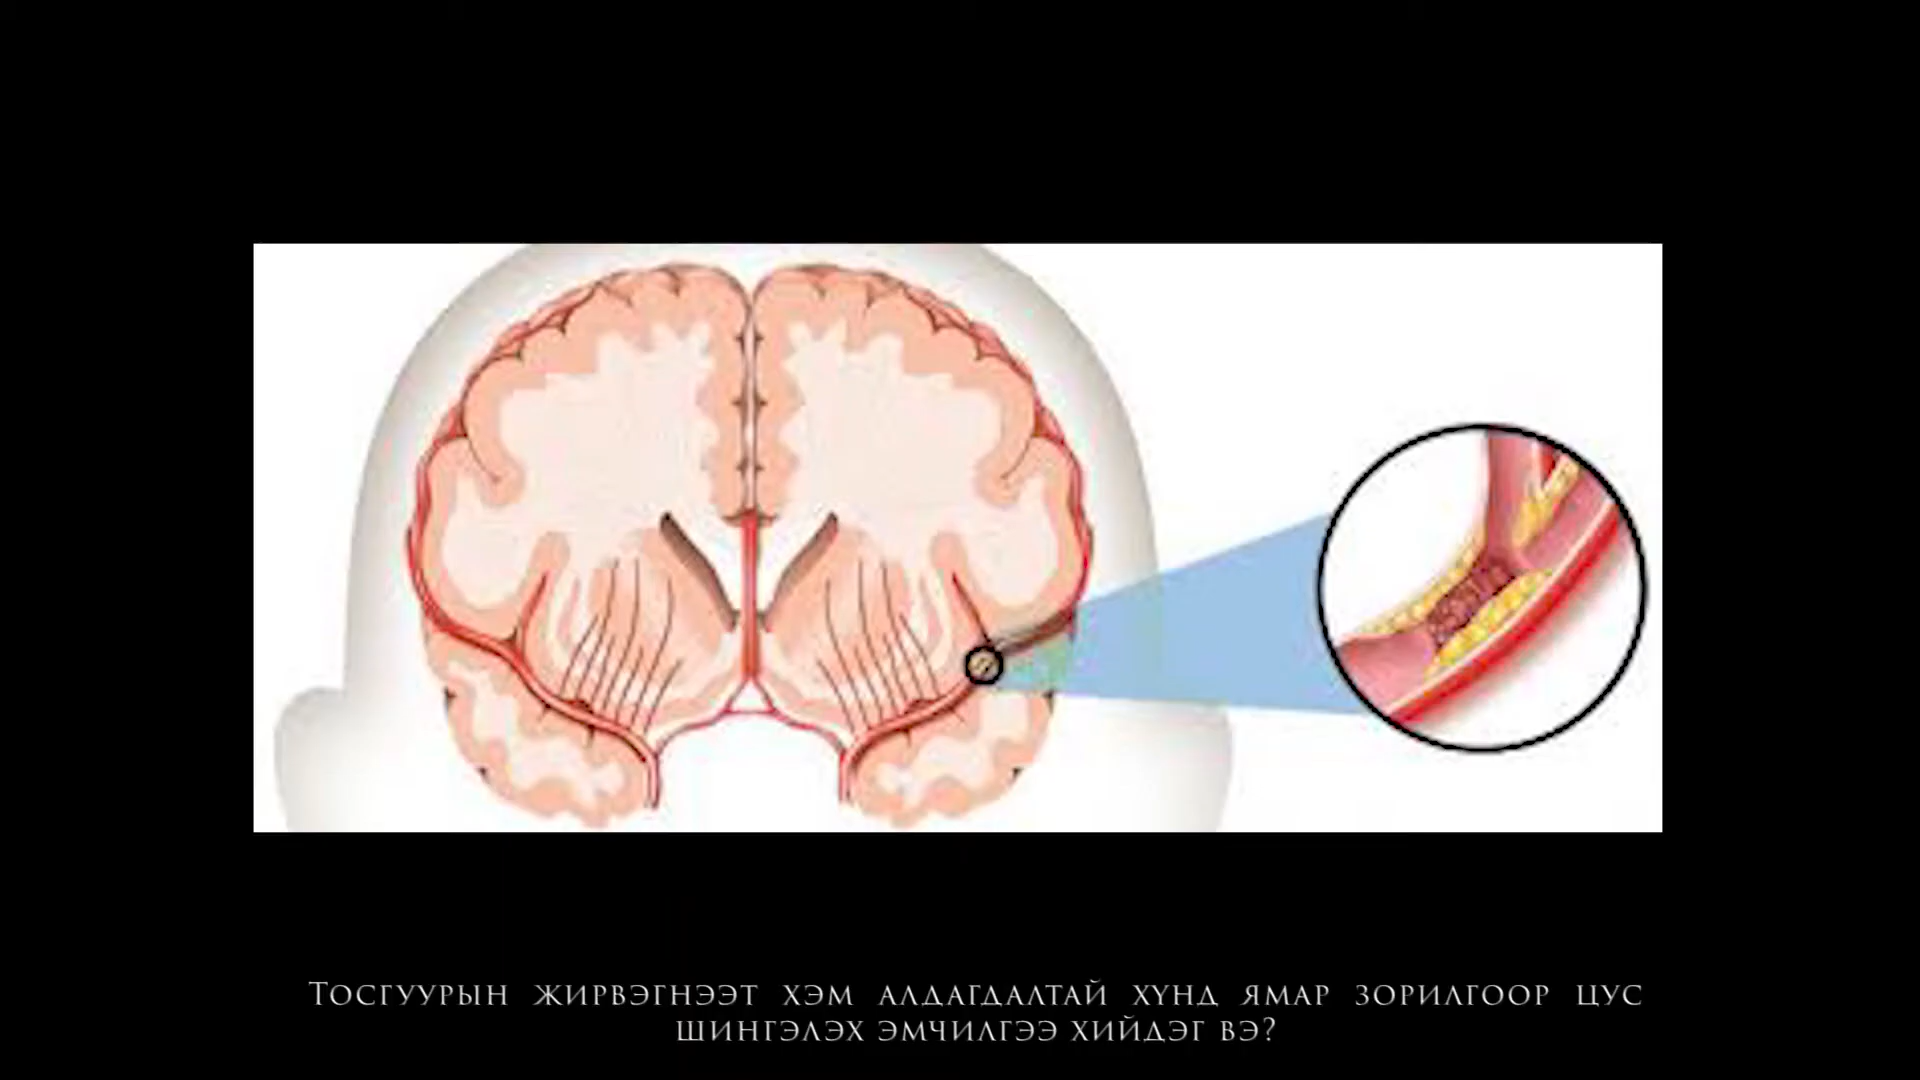 Тосгуурын жирвэгнээт хэм алдагдалтай хүнд ямар зорилгоор цус
шингэлэх эмчилгээ хийдэг вэ?